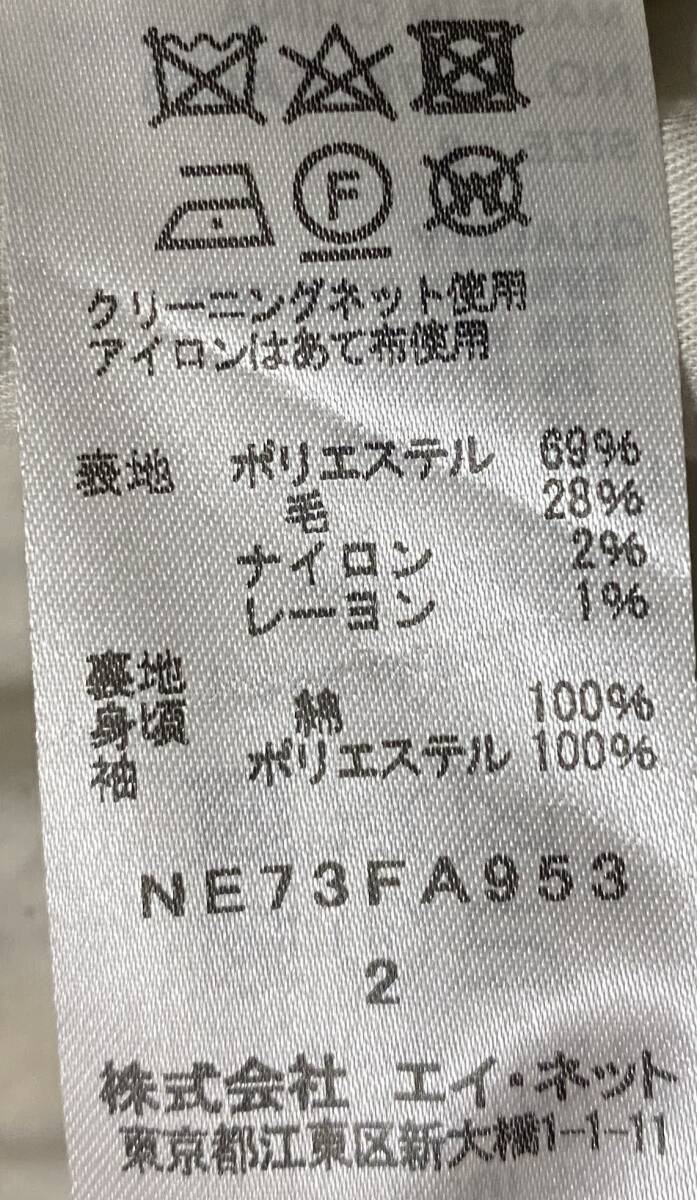 F W
クリーニングネット使用
アイロンはあて布使用
表地 ポリエステル 69%
毛 28%
ナイロン 2%
レーヨン 1%
裏地
身頃 綿 100%
袖 ポリエステル 100%
NE73FA953
2
株式会社 エイ・ネット
東京都江東区新大橋1-1-11